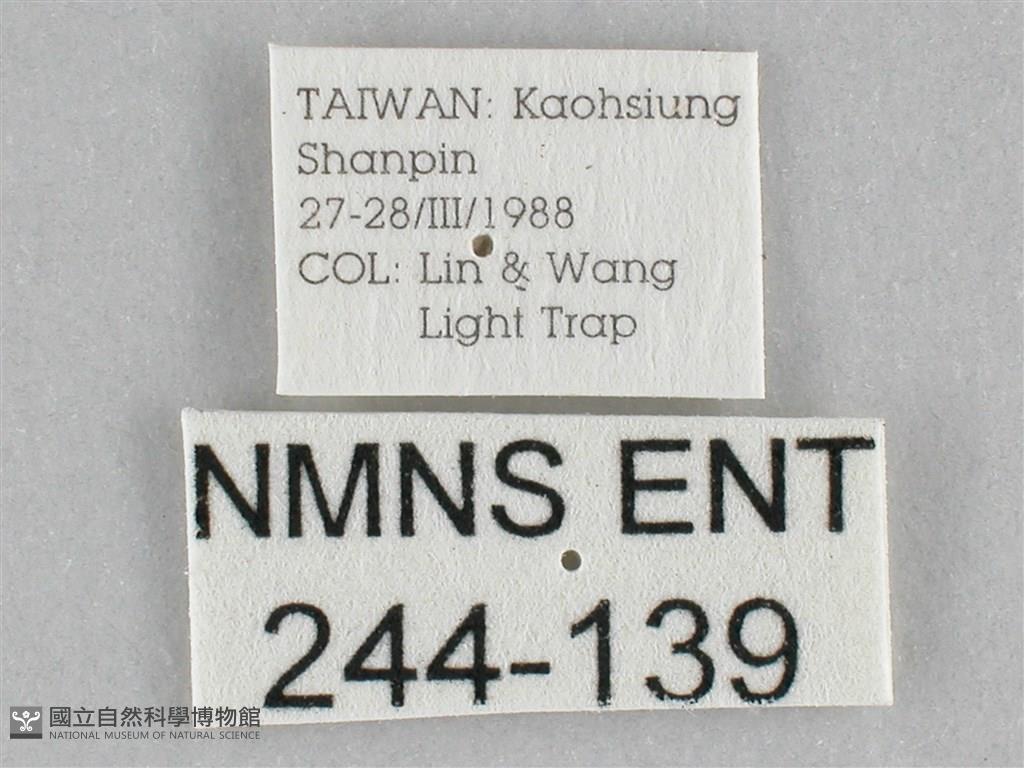 TAIWAN: Kaohsiung
Shanpin
27-28/III/1988
COL: Lin & Wang
Light Trap
NMNS ENT
244-139
國立自然科學博物館
NATIONAL MUSEUM OF NATURAL SCIENCE